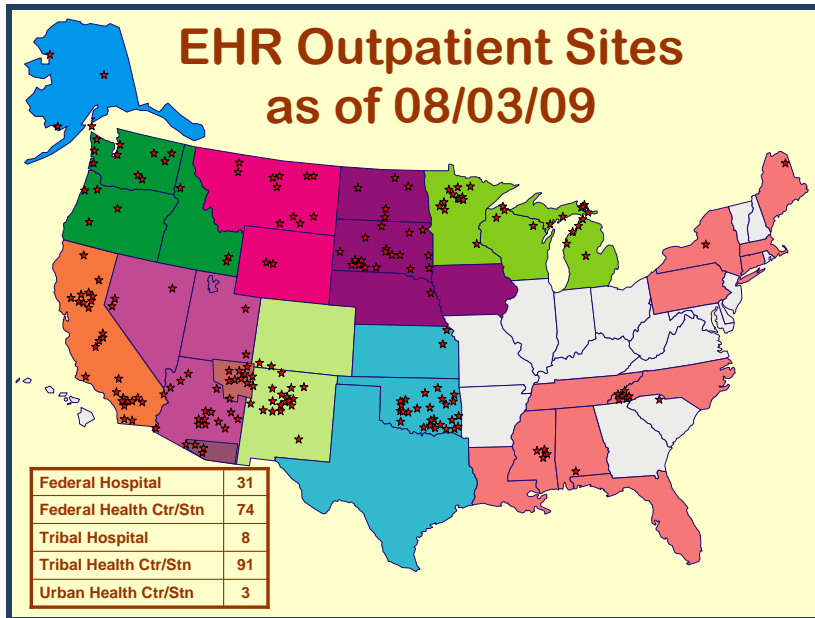 EHR Outpatient Sites
as of 08/03/09
Federal Hospital 31
Federal Health Ctr/Stn 74
Tribal Hospital 8
Tribal Health Ctr/Stn 91
Urban Health Ctr/Stn 3